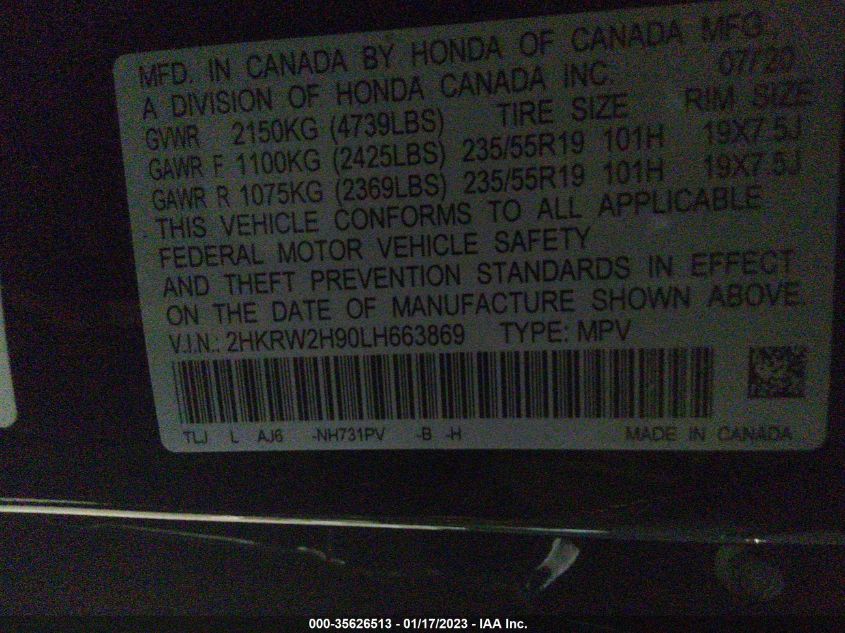 MFD. IN CANADA BY HONDA OF CANADA MFG.,
A DIVISION OF HONDA CANADA INC. 07/20
GVWR 2150KG (4739LBS) TIRE SIZE RIM SIZE
GAWR F 1100KG (2425LBS) 235/55R19 101H 19X7.5J
GAWR R 1075KG (2369LBS) 235/55R19 101H 19X7.5J
THIS VEHICLE CONFORMS TO ALL APPLICABLE
FEDERAL MOTOR VEHICLE SAFETY
AND THEFT PREVENTION STANDARDS IN EFFECT
ON THE DATE OF MANUFACTURE SHOWN ABOVE.
V.I.N.: 2HKRW2H90LH663869 TYPE: MPV
TLJ L AJ6 -NH731PV -B -H MADE IN CANADA
000-35626513 - 01/17/2023 - IAA Inc.